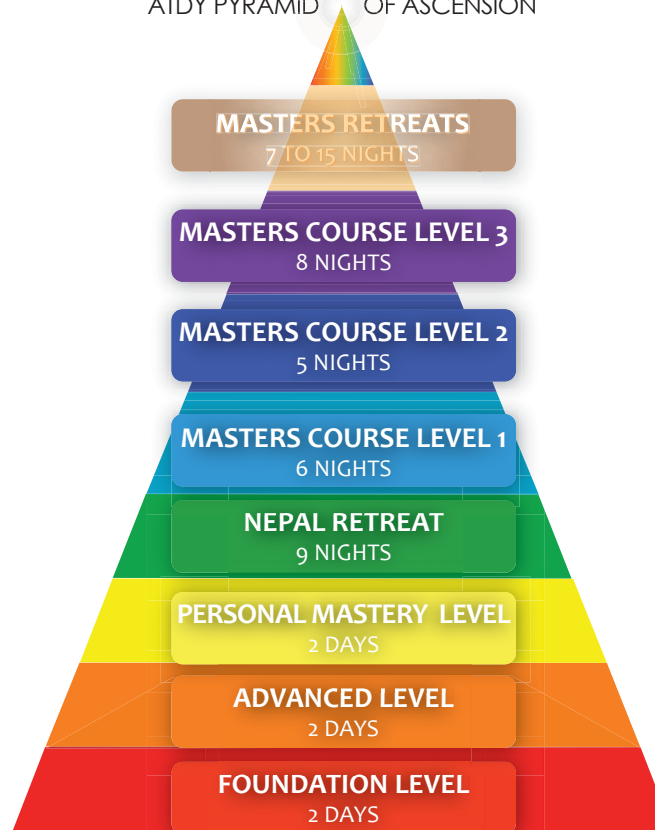 ATDY PYRAMID OF ASCENSION
MASTERS RETREATS
7 TO 15 NIGHTS
MASTERS COURSE LEVEL 3
8 NIGHTS
MASTERS COURSE LEVEL 2
5 NIGHTS
MASTERS COURSE LEVEL 1
6 NIGHTS
NEPAL RETREAT
9 NIGHTS
PERSONAL MASTERY LEVEL
2 DAYS
ADVANCED LEVEL
2 DAYS
FOUNDATION LEVEL
2 DAYS